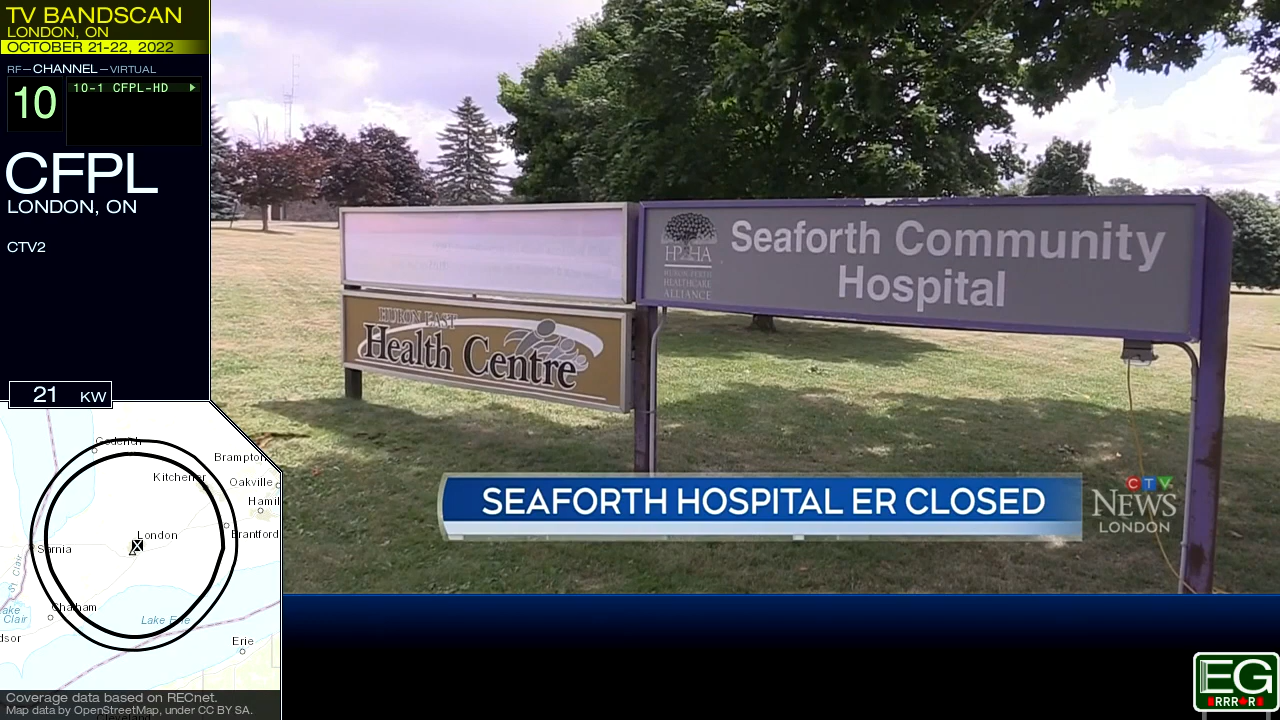 TV BANDSCAN
LONDON, ON
OCTOBER 21-22, 2022
RF—CHANNEL—VIRTUAL
10
10-1 CFPL-HD
CFPL
LONDON, ON
CTV2
21 KW
Goderich
Brampton
Kitchener
Oakville
Hamil
London
Brantford
Sarnia
St Clair
Chatham
Lake
Clair
Lake Erie
dsor
Erie
Cleveland
Coverage data based on RECnet.
Map data by OpenStreetMap, under CC BY SA.
HPHA
HURON PERTH
HEALTHCARE
ALLIANCE
Seaforth Community
Hospital
HURON EAST
Health Centre
SEAFORTH HOSPITAL ER CLOSED
CTV
NEWS
LONDON
EG